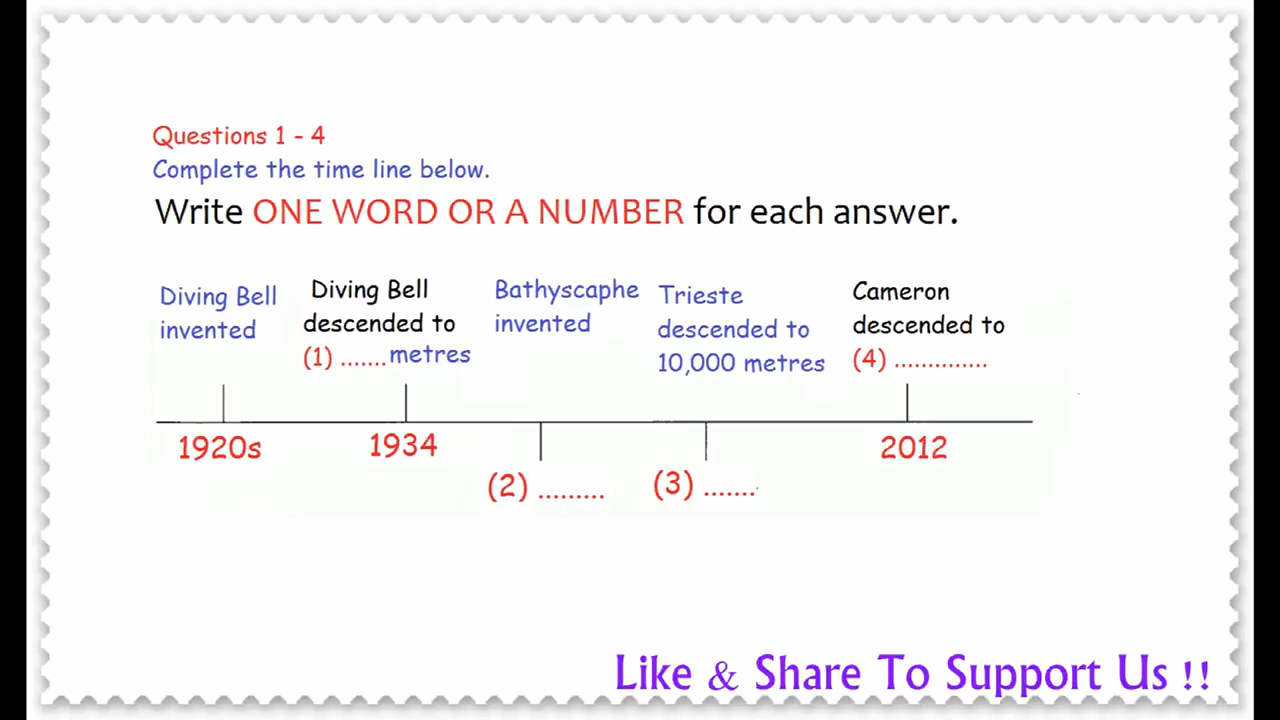 Questions 1 - 4
Complete the time line below.
Write ONE WORD OR A NUMBER for each answer.
Diving Bell
invented
Diving Bell
descended to
(1) .......metres
Bathyscaphe
invented
Trieste
descended to
10,000 metres
Cameron
descended to
(4) ..............
1920s
1934
(2) .........
(3) .......
2012
Like & Share To Support Us !!